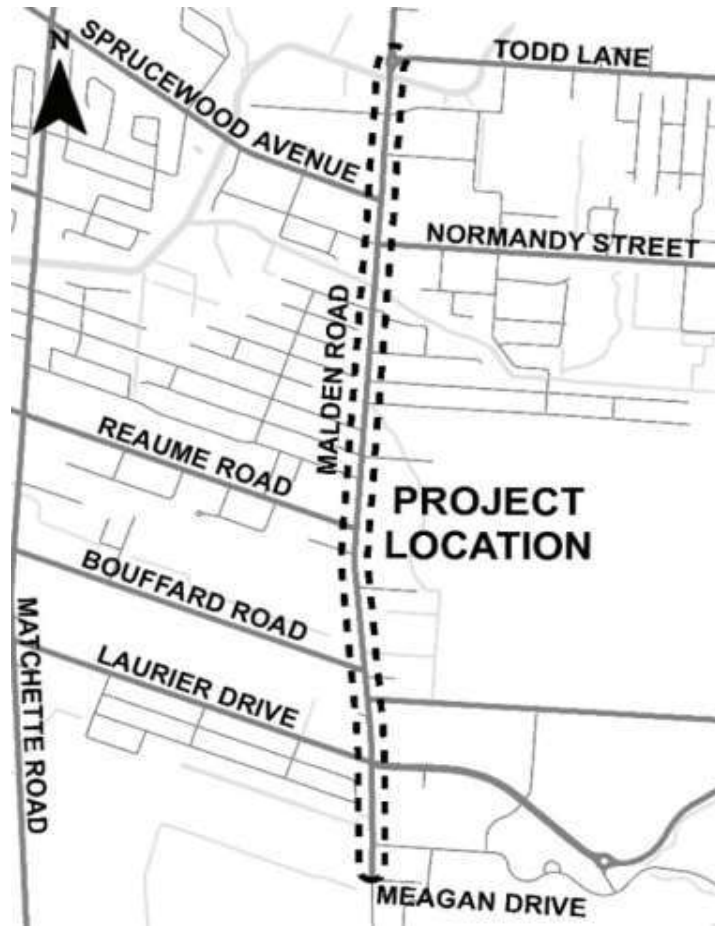 TODD LANE
N
SPRUCEWOOD AVENUE
NORMANDY STREET
MALDEN ROAD
REAUME ROAD
PROJECT
LOCATION
BOUFFARD ROAD
LAURIER DRIVE
MATCHETTE ROAD
MEAGAN DRIVE